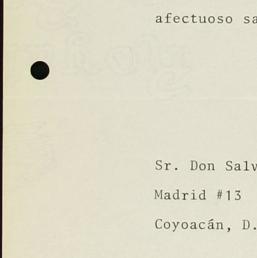 afectuoso sa
Sr. Don Salv
Madrid #13
Coyoacán, D.